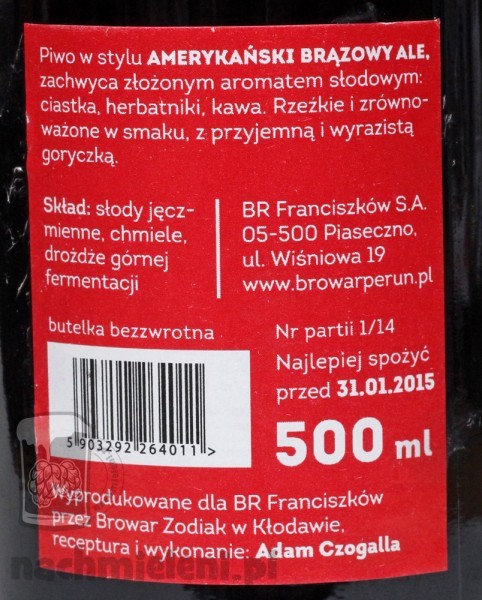 Piwo w stylu AMERYKAŃSKI BRĄZOWY ALE,
zachwyca złożonym aromatem słodowym:
ciastka, herbatniki, kawa. Rzeźkie i zrówno-
ważone w smaku, z przyjemną i wyrazistą
goryczką.
Skład: słody jęcz-
mienne, chmiele,
drożdże górnej
fermentacji
BR Franciszków S.A.
05-500 Piaseczno,
ul. Wiśniowa 19
www.browarperun.pl
butelka bezzwrotna
5 903292 264011 >
Nr partii 1/14
Najlepiej spożyć
przed 31.01.2015
500 ml
Wyprodukowane dla BR Franciszków
przez Browar Zodiak w Kłodawie,
receptura i wykonanie: Adam Czogalla
nachmieleni.pl